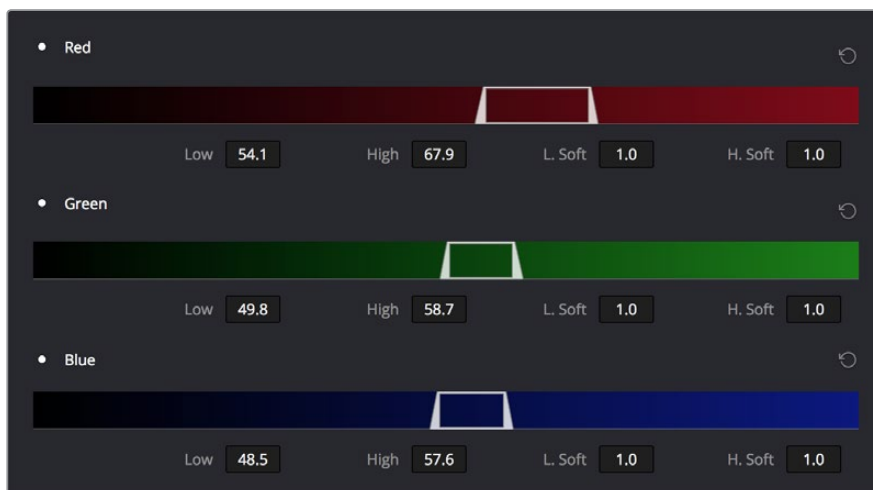 Red
Low 54.1 High 67.9 L. Soft 1.0 H. Soft 1.0
Green
Low 49.8 High 58.7 L. Soft 1.0 H. Soft 1.0
Blue
Low 48.5 High 57.6 L. Soft 1.0 H. Soft 1.0